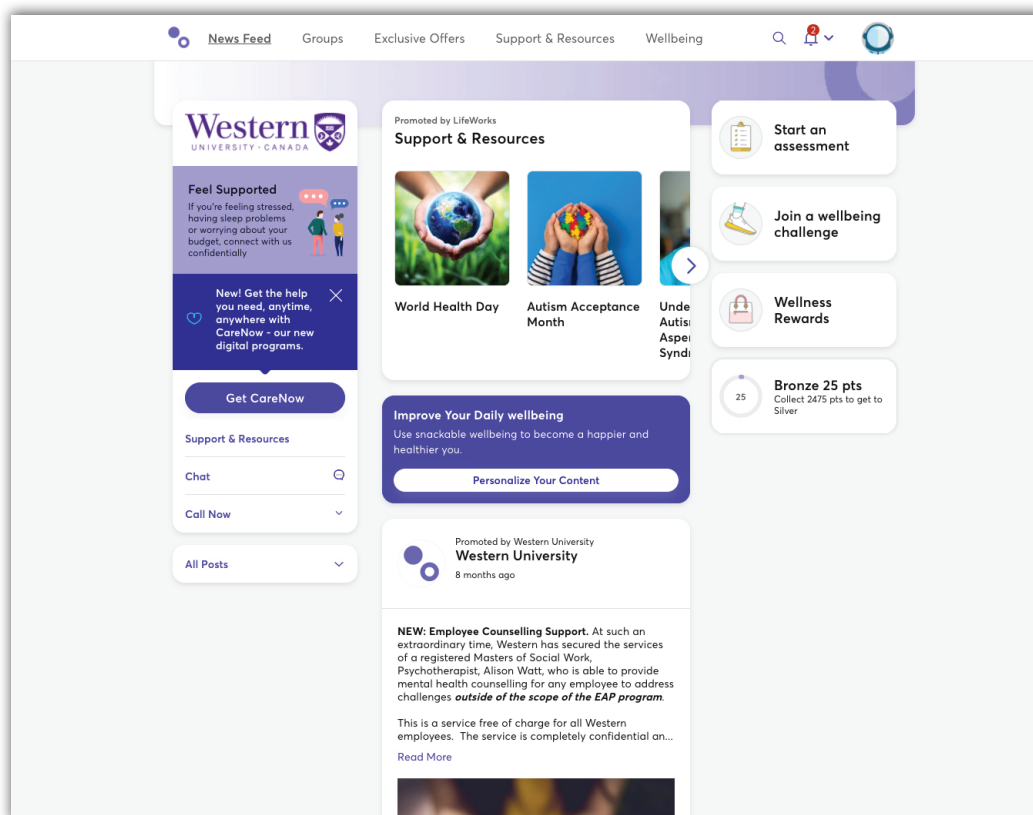 News Feed
Groups
Exclusive Offers
Support & Resources
Wellbeing
2
Western
UNIVERSITY · CANADA
Feel Supported
If you're feeling stressed,
having sleep problems
or worrying about your
budget, connect with us
confidentially
New! Get the help
you need, anytime,
anywhere with
CareNow - our new
digital programs.
Get CareNow
Support & Resources
Chat
Call Now
All Posts
Promoted by LifeWorks
Support & Resources
World Health Day
Autism Acceptance
Month
Unde
Autis
Asper
Syndr
Improve Your Daily wellbeing
Use snackable wellbeing to become a happier and
healthier you.
Personalize Your Content
Promoted by Western University
Western University
8 months ago
NEW: Employee Counselling Support. At such an
extraordinary time, Western has secured the services
of a registered Masters of Social Work,
Psychotherapist, Alison Watt, who is able to provide
mental health counselling for any employee to address
challenges outside of the scope of the EAP program.
This is a service free of charge for all Western
employees.  The service is completely confidential an...
Read More
Start an
assessment
Join a wellbeing
challenge
Wellness
Rewards
25
Bronze 25 pts
Collect 2475 pts to get to
Silver